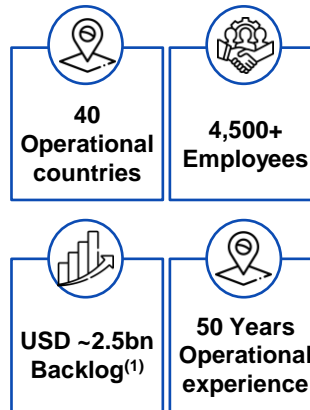 40
Operational
countries
4,500+
Employees
USD ~2.5bn
Backlog(1)
50 Years
Operational
experience